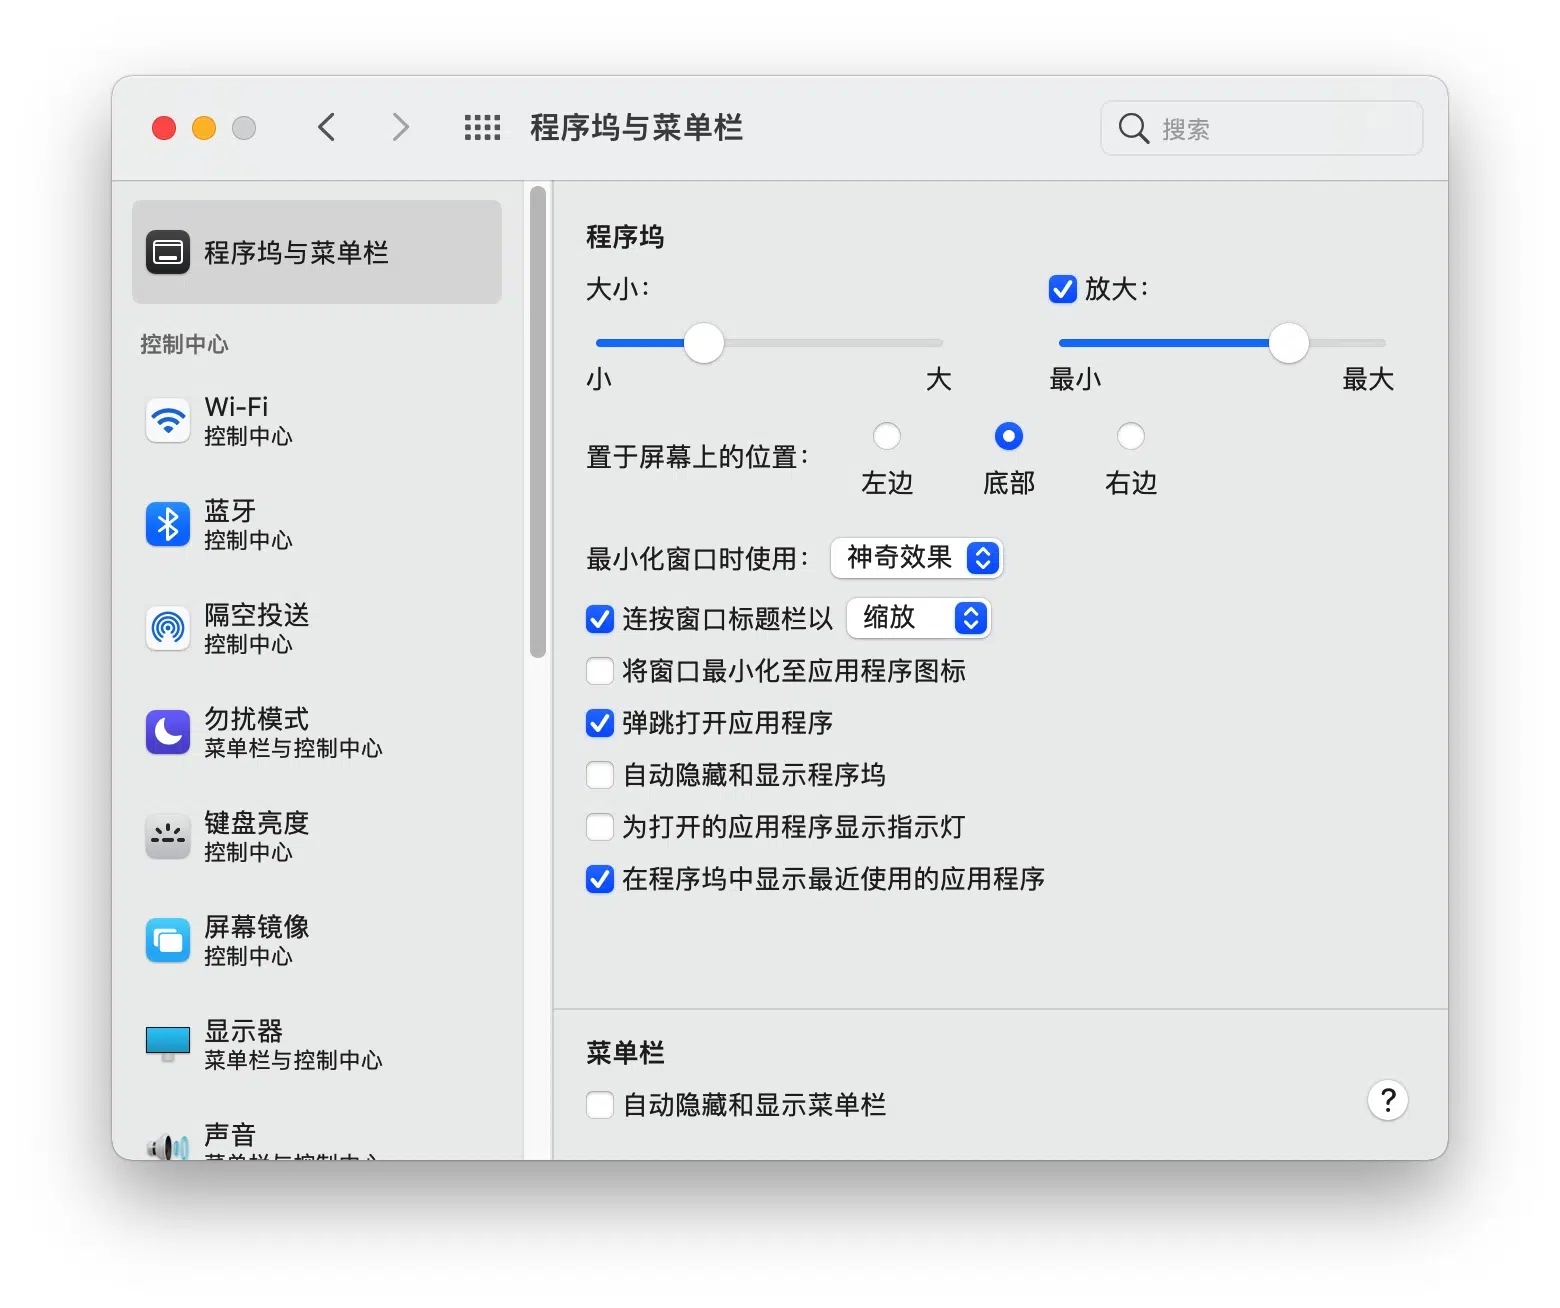 程序坞与菜单栏
搜索
程序坞与菜单栏
控制中心
Wi-Fi
控制中心
蓝牙
控制中心
隔空投送
控制中心
勿扰模式
菜单栏与控制中心
键盘亮度
控制中心
屏幕镜像
控制中心
显示器
菜单栏与控制中心
声音
菜单栏与控制中心
程序坞
大小：
放大：
小 大
最小 最大
置于屏幕上的位置：
左边 底部 右边
最小化窗口时使用： 神奇效果
连按窗口标题栏以 缩放
将窗口最小化至应用程序图标
弹跳打开应用程序
自动隐藏和显示程序坞
为打开的应用程序显示指示灯
在程序坞中显示最近使用的应用程序
菜单栏
自动隐藏和显示菜单栏
?